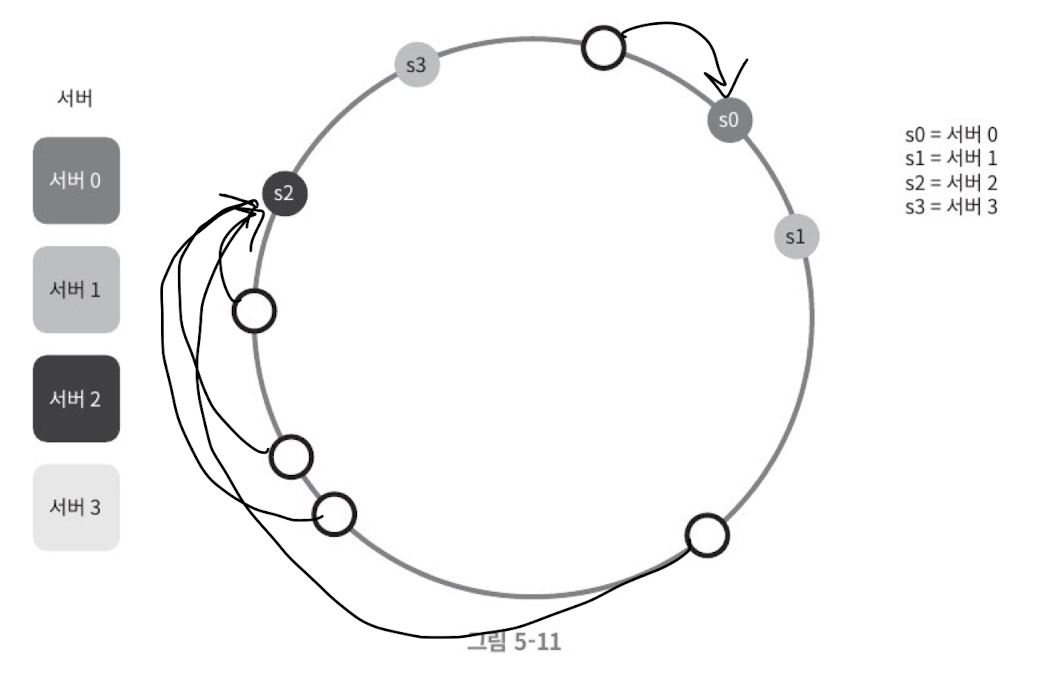 서버
서버 0
서버 1
서버 2
서버 3
s3
s0
s2
s1
s0 = 서버 0
s1 = 서버 1
s2 = 서버 2
s3 = 서버 3
그림 5-11